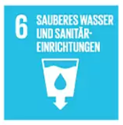 6 SAUBERES WASSER
UND SANITÄR-
EINRICHTUNGEN